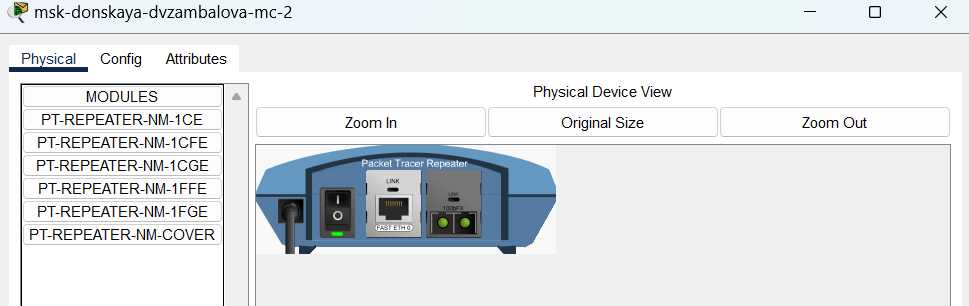 msk-donskaya-dvzambalova-mc-2
Physical Config Attributes
MODULES
PT-REPEATER-NM-1CE
PT-REPEATER-NM-1CFE
PT-REPEATER-NM-1CGE
PT-REPEATER-NM-1FFE
PT-REPEATER-NM-1FGE
PT-REPEATER-NM-COVER
Physical Device View
Zoom In Original Size Zoom Out
Packet Tracer Repeater
LINK
FAST ETH 0
LINK
100bFX